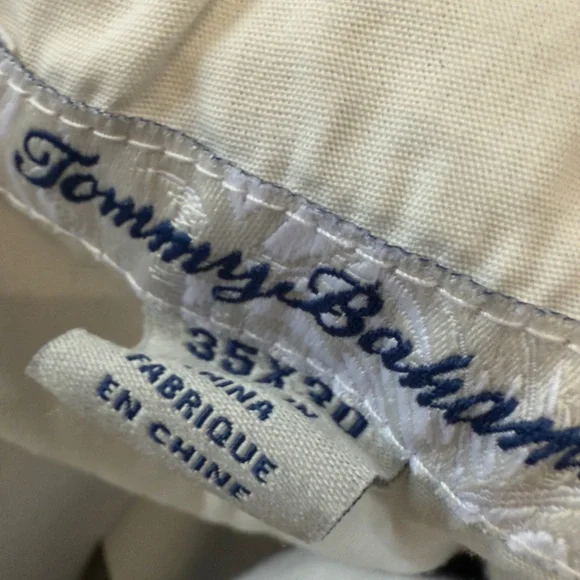 Tommy Baham
35X30
FABRIQUE
EN CHINE